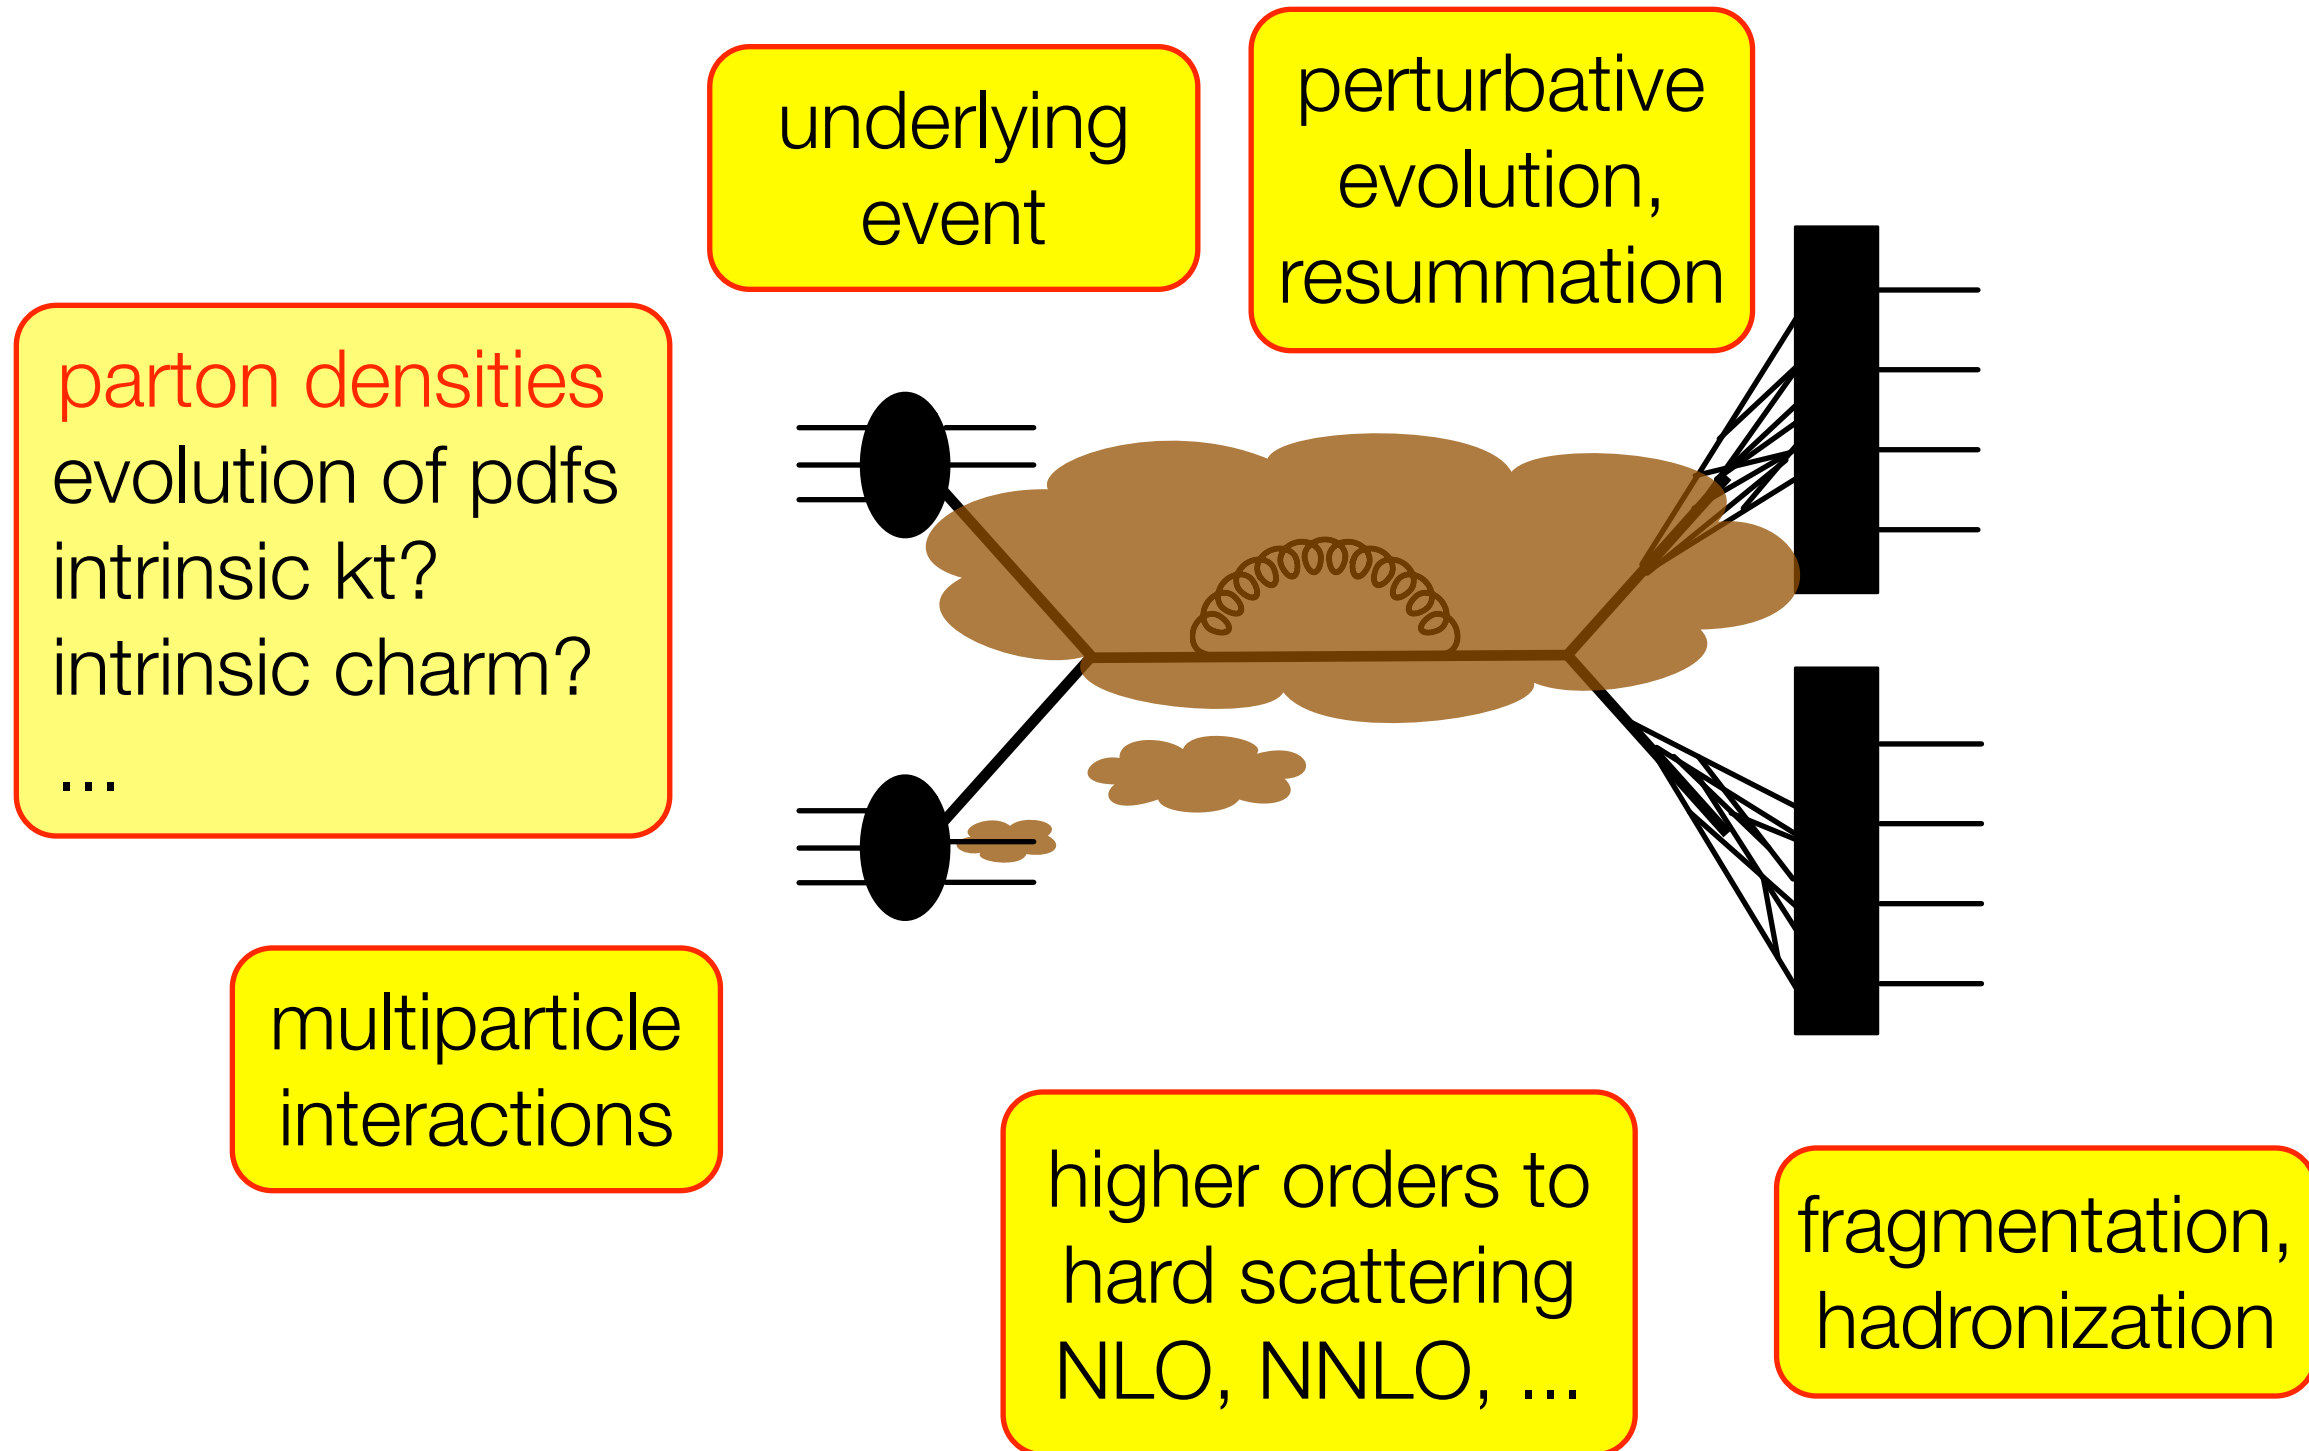 underlying
event
perturbative
evolution,
resummation
parton densities
evolution of pdfs
intrinsic kt?
intrinsic charm?
...
multiparticle
interactions
higher orders to
hard scattering
NLO, NNLO, ...
fragmentation,
hadronization